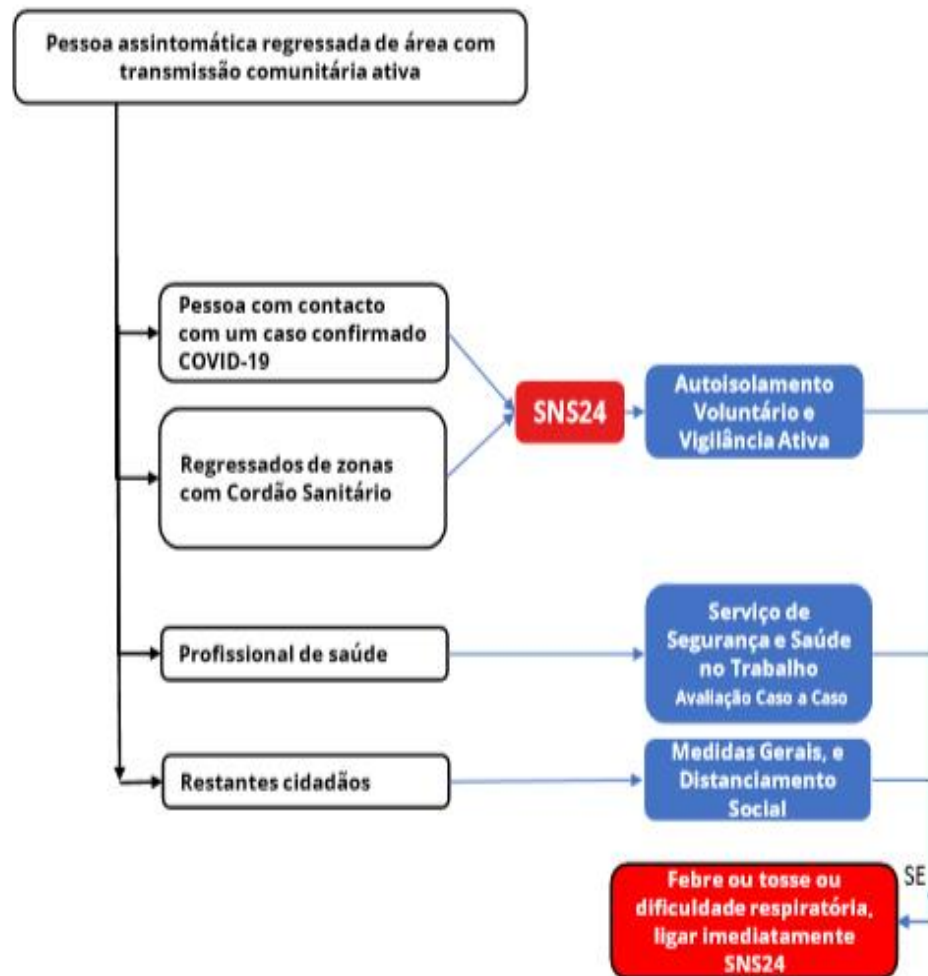 Pessoa assintomática regressada de área com
transmissão comunitária ativa
Pessoa com contacto
com um caso confirmado
COVID-19
SNS24
Autoisolamento
Voluntário e
Vigilância Ativa
Regressados de zonas
com Cordão Sanitário
Profissional de saúde
Serviço de
Segurança e Saúde
no Trabalho
Avaliação Caso a Caso
Restantes cidadãos
Medidas Gerais, e
Distanciamento
Social
SE
Febre ou tosse ou
dificuldade respiratória,
ligar imediatamente
SNS24